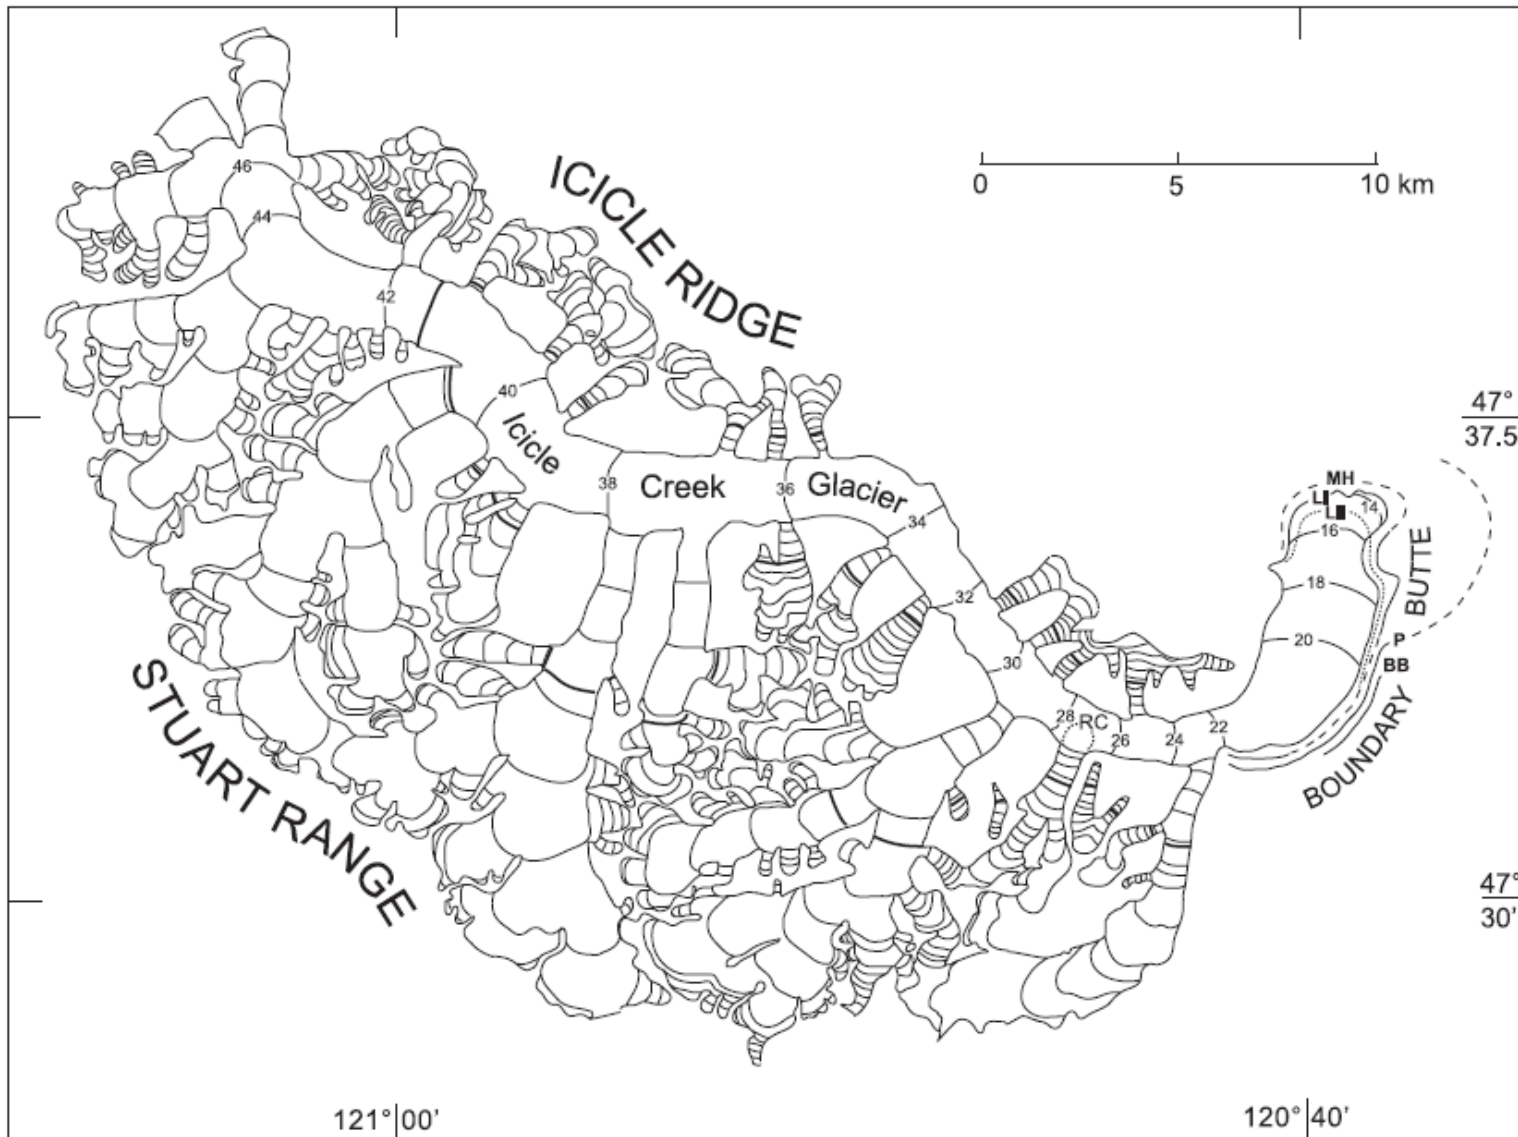 ICICLE RIDGE
0 5 10 km
46
44
42
40
Icicle
38
Creek
36
Glacier
34
32
30
28
RC
26
24
22
47°
37.5
MH
L
L
14
16
18
20
P
BB
BOUNDARY BUTTE
STUART RANGE
47°
30'
121° 00'
120° 40'